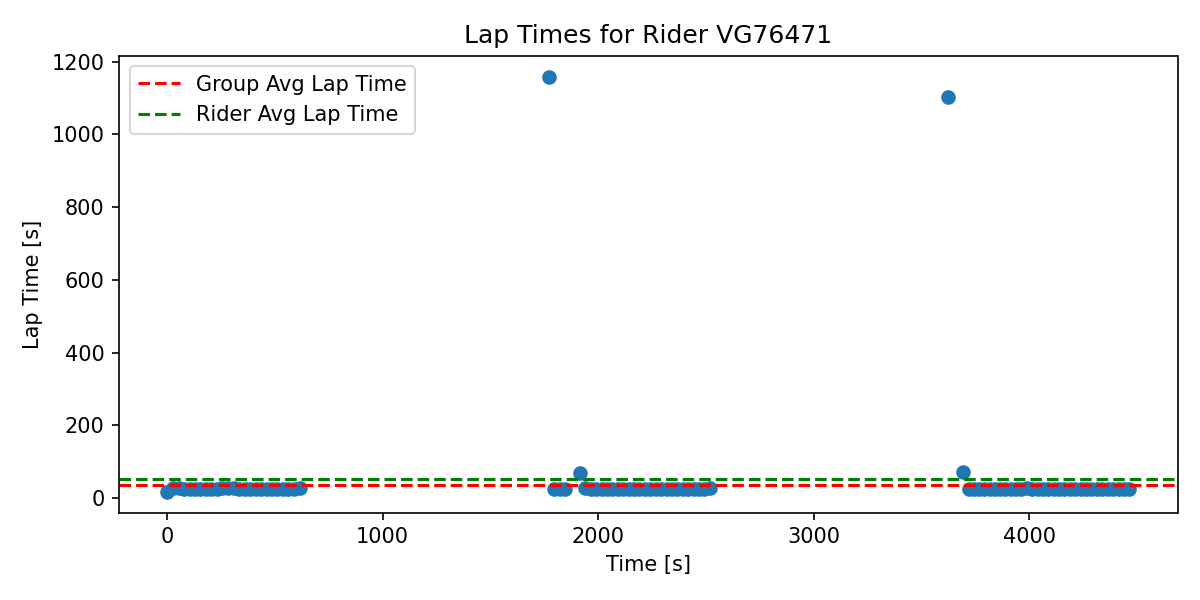 Lap Times for Rider VG76471
Group Avg Lap Time
Rider Avg Lap Time
Lap Time [s]
1200
1000
800
600
400
200
0
0 1000 2000 3000 4000
Time [s]